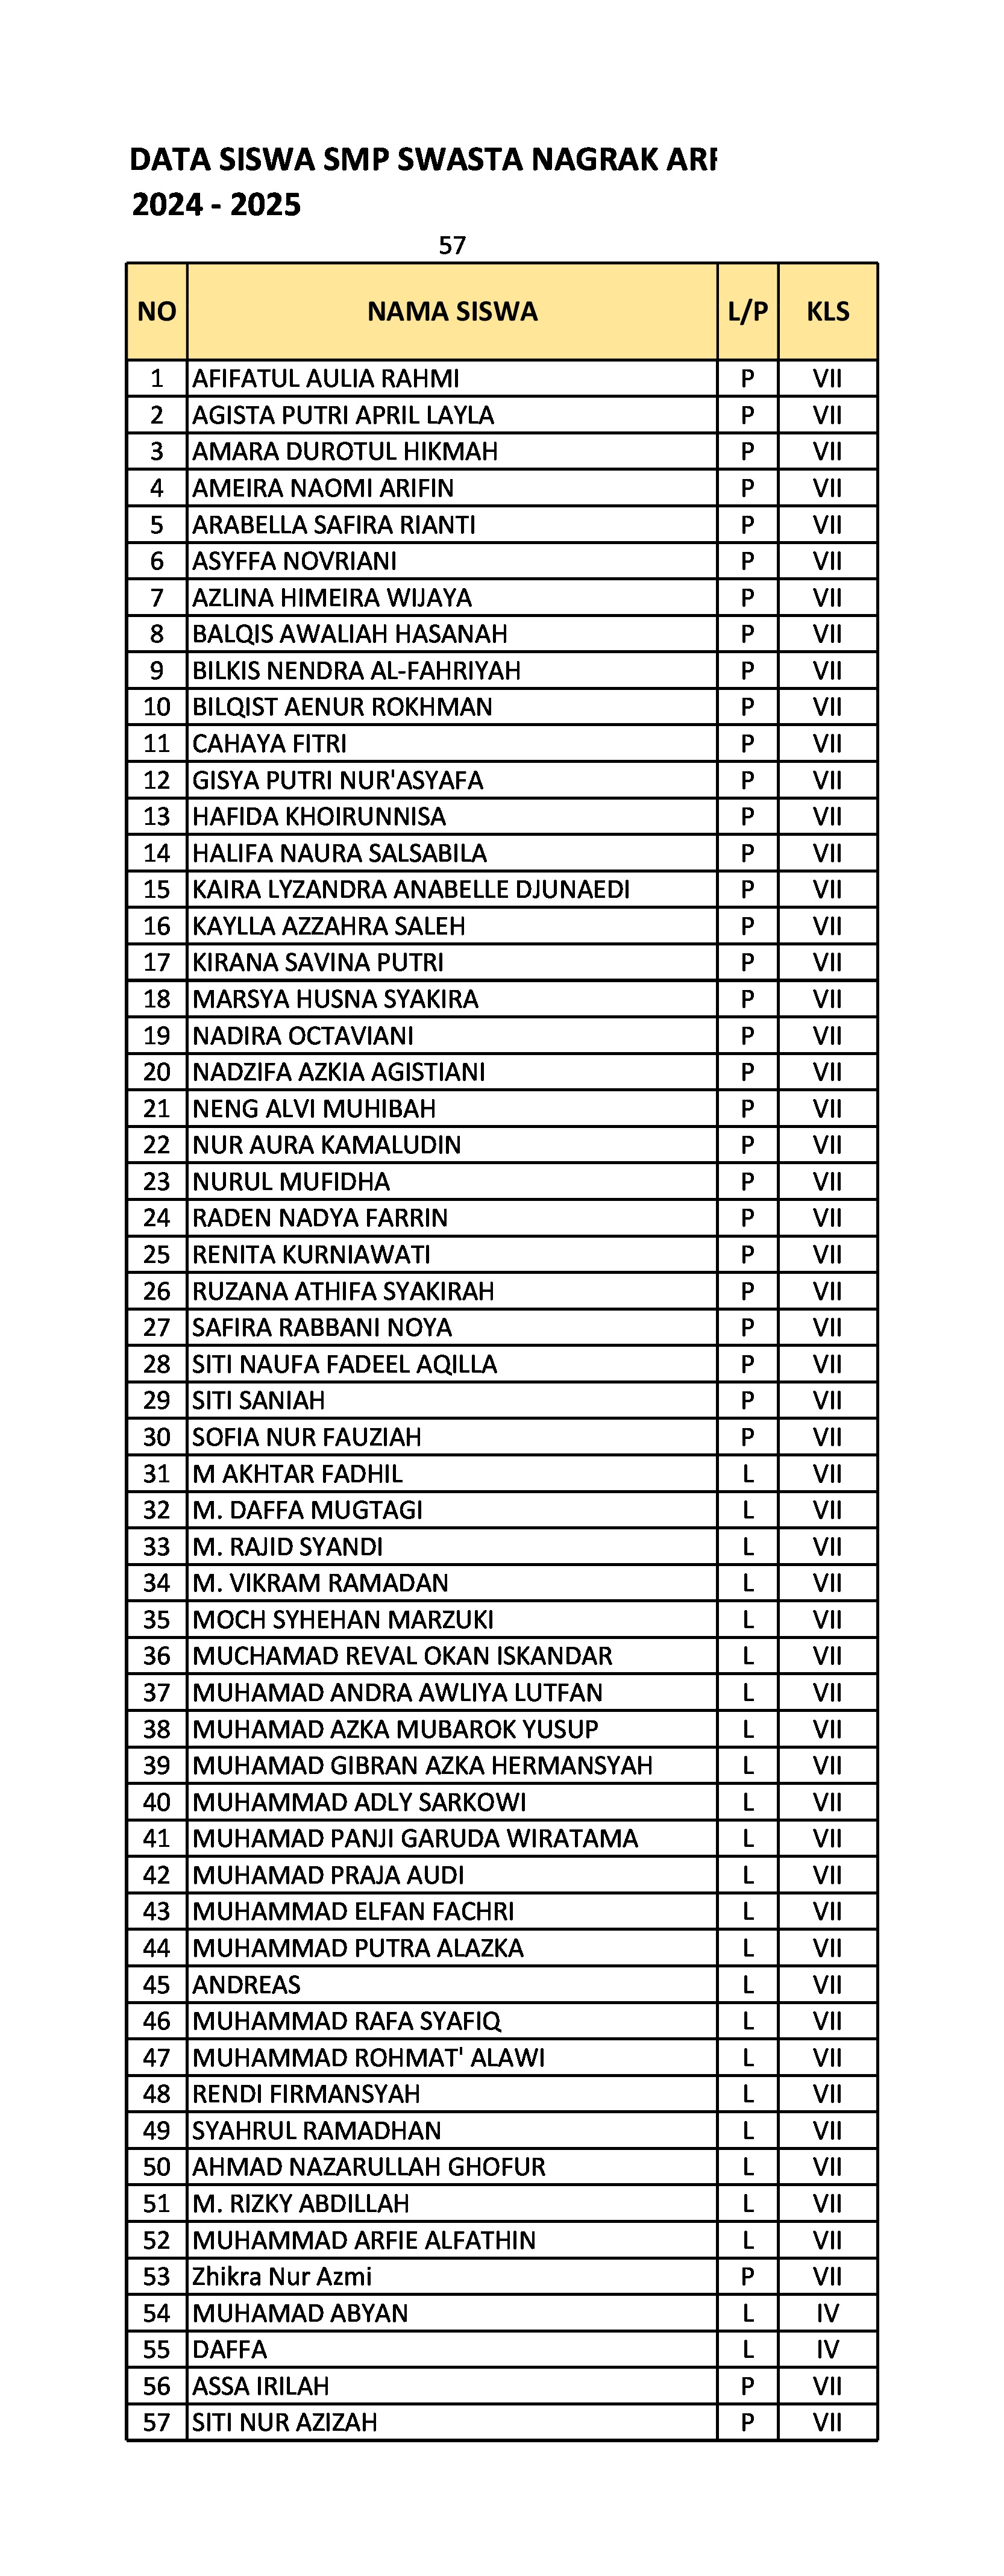 DATA SISWA SMP SWASTA NAGRAK
2024 - 2025
57
NO NAMA SISWA L/P KLS
1 AFIFATUL AULIA RAHMI P VII
2 AGISTA PUTRI APRIL LAYLA P VII
3 AMARA DUROTUL HIKMAH P VII
4 AMEIRA NAOMI ARIFIN P VII
5 ARABELLA SAFIRA RIANTI P VII
6 ASYFFA NOVRIANI P VII
7 AZLINA HIMEIRA WIJAYA P VII
8 BALQIS AWALIAH HASANAH P VII
9 BILKIS NENDRA AL-FAHRIYAH P VII
10 BILQIST AENUR ROKHMAN P VII
11 CAHAYA FITRI P VII
12 GISYA PUTRI NUR'ASYAFA P VII
13 HAFIDA KHOIRUNNISA P VII
14 HALIFA NAURA SALSABILA P VII
15 KAIRA LYZANDRA ANABELLE DJUNAEDI P VII
16 KAYLLA AZZAHRA SALEH P VII
17 KIRANA SAVINA PUTRI P VII
18 MARSYA HUSNA SYAKIRA P VII
19 NADIRA OCTAVIANI P VII
20 NADZIFA AZKIA AGISTIANI P VII
21 NENG ALVI MUHIBAH P VII
22 NUR AURA KAMALUDIN P VII
23 NURUL MUFIDHA P VII
24 RADEN NADYA FARRIN P VII
25 RENITA KURNIAWATI P VII
26 RUZANA ATHIFA SYAKIRAH P VII
27 SAFIRA RABBANI NOYA P VII
28 SITI NAUFA FADEEL AQILLA P VII
29 SITI SANIAH P VII
30 SOFIA NUR FAUZIAH P VII
31 M AKHTAR FADHIL L VII
32 M. DAFFA MUGTAGI L VII
33 M. RAJID SYANDI L VII
34 M. VIKRAM RAMADAN L VII
35 MOCH SYHEHAN MARZUKI L VII
36 MUCHAMAD REVAL OKAN ISKANDAR L VII
37 MUHAMAD ANDRA AWLIYA LUTFAN L VII
38 MUHAMAD AZKA MUBAROK YUSUP L VII
39 MUHAMAD GIBRAN AZKA HERMANSYAH L VII
40 MUHAMMAD ADLY SARKOWI L VII
41 MUHAMAD PANJI GARUDA WIRATAMA L VII
42 MUHAMAD PRAJA AUDI L VII
43 MUHAMMAD ELFAN FACHRI L VII
44 MUHAMMAD PUTRA ALAZKA L VII
45 ANDREAS L VII
46 MUHAMMAD RAFA SYAFIQ L VII
47 MUHAMMAD ROHMAT' ALAWI L VII
48 RENDI FIRMANSYAH L VII
49 SYAHRUL RAMADHAN L VII
50 AHMAD NAZARULLAH GHOFUR L VII
51 M. RIZKY ABDILLAH L VII
52 MUHAMMAD ARFIE ALFATHIN L VII
53 Zhikra Nur Azmi P VII
54 MUHAMAD ABYAN L IV
55 DAFFA L IV
56 ASSA IRILAH P VII
57 SITI NUR AZIZAH P VII